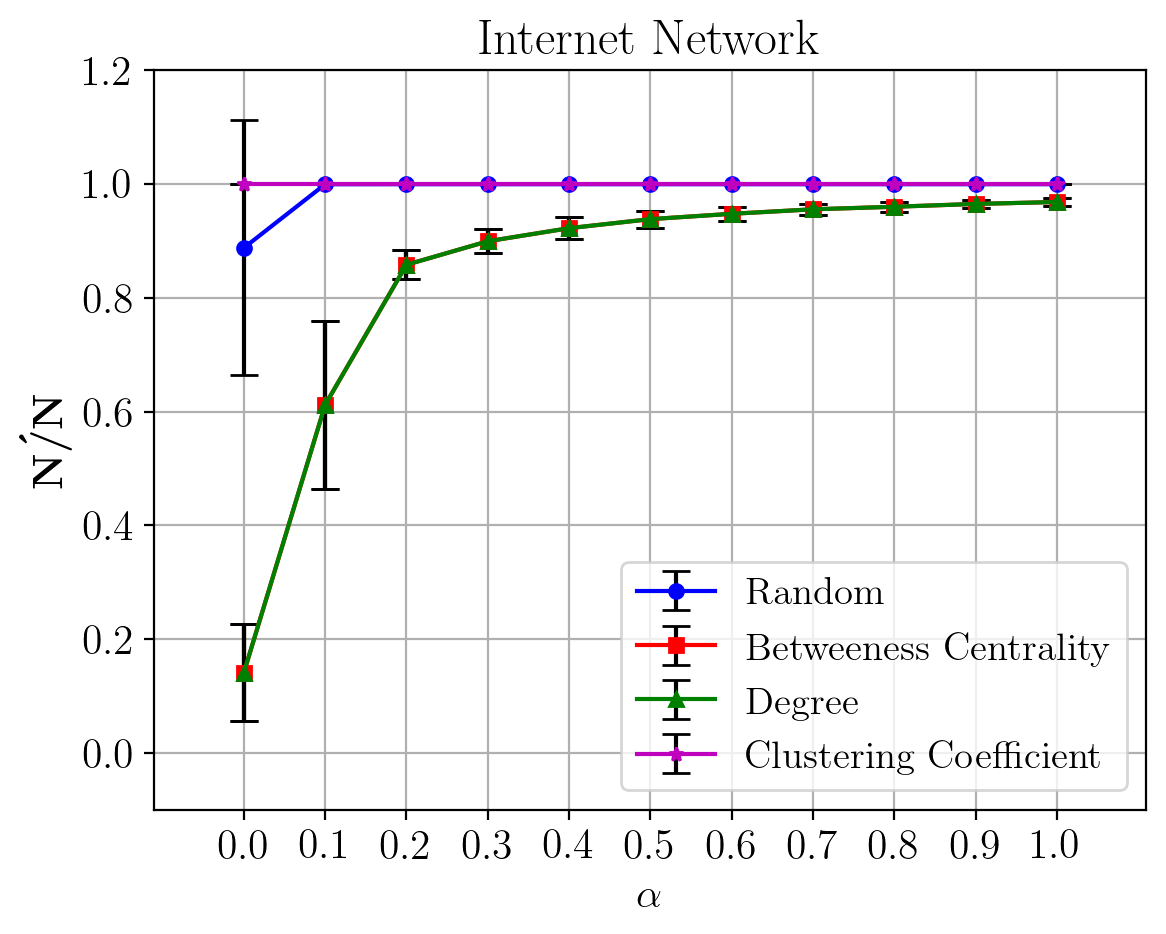 Internet Network
1.2
1.0
0.8
0.6
0.4
0.2
0.0
N´/N
Random
Betweeness Centrality
Degree
Clustering Coefficient
0.0 0.1 0.2 0.3 0.4 0.5 0.6 0.7 0.8 0.9 1.0
α